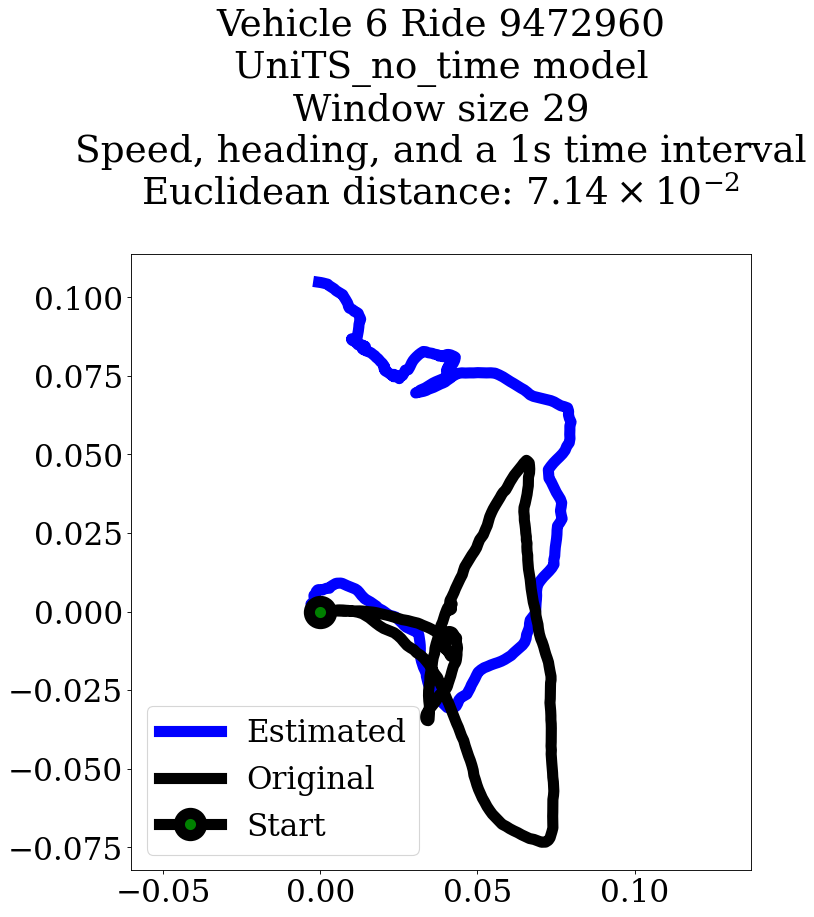 Vehicle 6 Ride 9472960
UniTS_no_time model
Window size 29
Speed, heading, and a 1s time interval
Euclidean distance: 7.14 × 10⁻²
0.100
0.075
0.050
0.025
0.000
−0.025
−0.050
−0.075
Estimated
Original
Start
−0.05 0.00 0.05 0.10